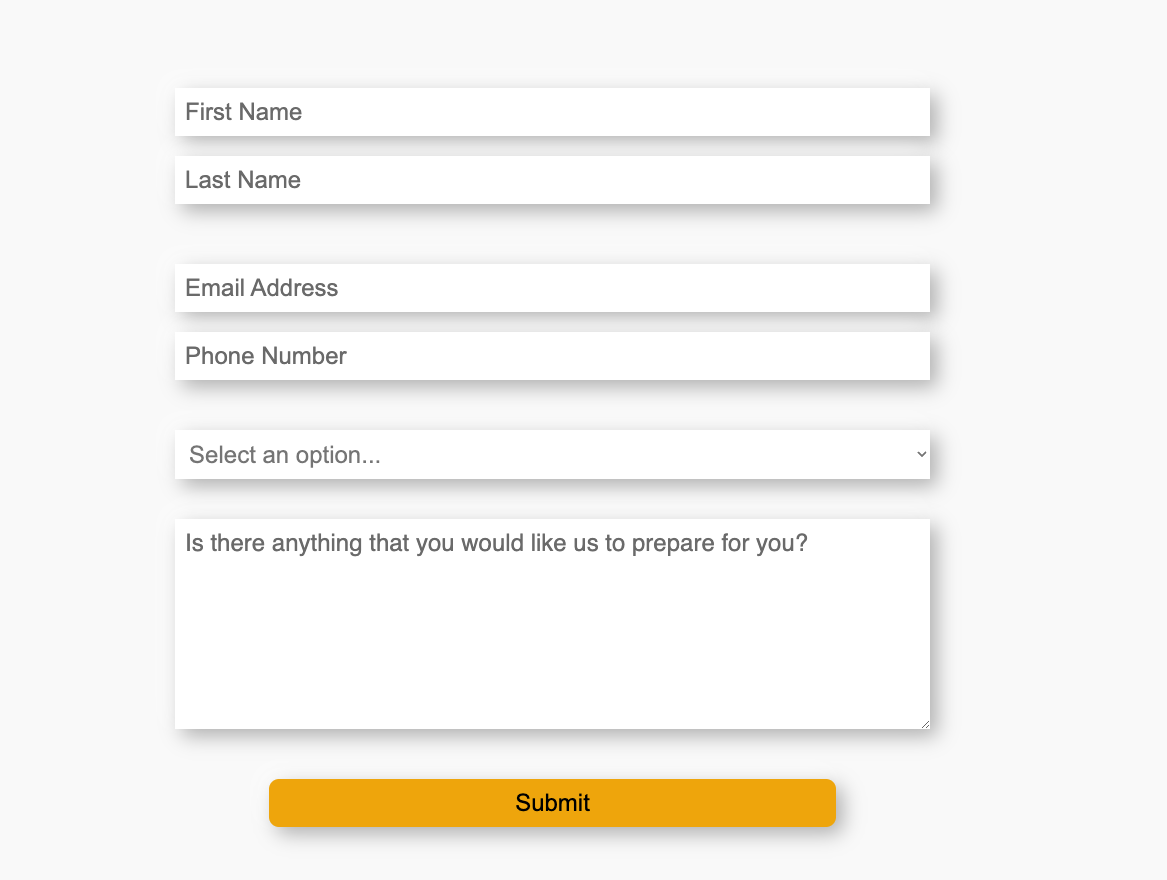 First Name
Last Name
Email Address
Phone Number
Select an option...
Is there anything that you would like us to prepare for you?
Submit